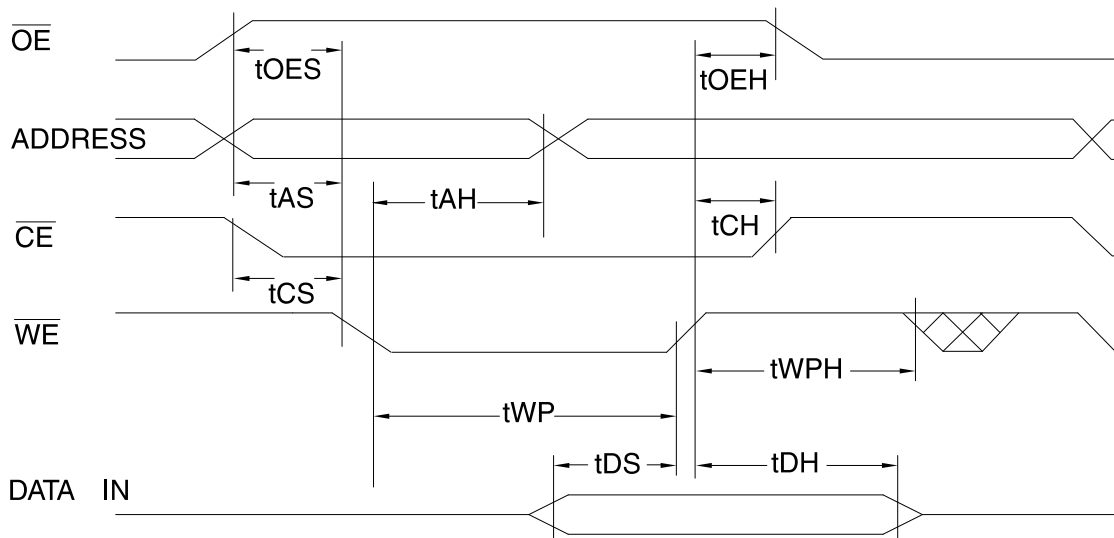 OE
tOES
tOEH
ADDRESS
tAS
tAH
tCH
CE
tCS
WE
tWPH
tWP
tDS
tDH
DATA IN